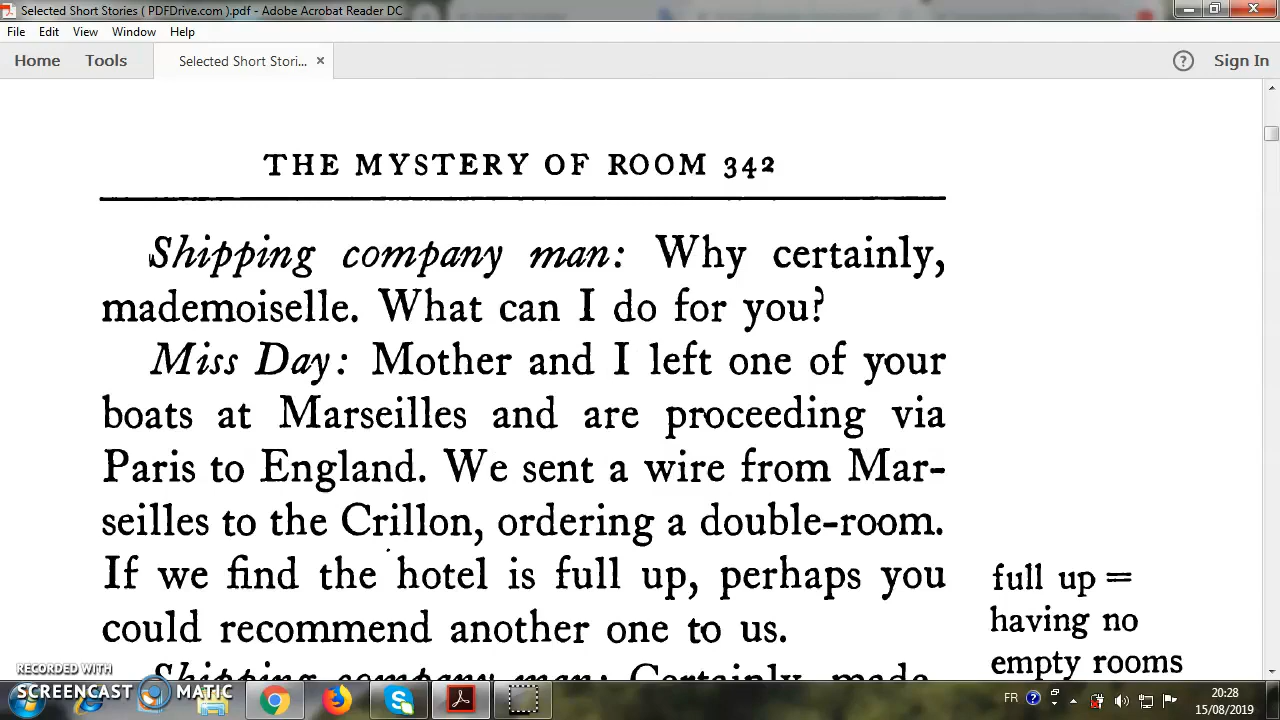 Selected Short Stories ( PDFDrive.com ).pdf - Adobe Acrobat Reader DC
File Edit View Window Help
Home Tools Selected Short Stori... × ? Sign In
THE MYSTERY OF ROOM 342
Shipping company man: Why certainly,
mademoiselle. What can I do for you?
Miss Day: Mother and I left one of your
boats at Marseilles and are proceeding via
Paris to England. We sent a wire from Mar-
seilles to the Crillon, ordering a double-room.
If we find the hotel is full up, perhaps you
could recommend another one to us.
full up =
having no
empty rooms
Shipping company man: Certainly, made-
RECORDED WITH
SCREENCAST MATIC
FR
20:28
15/08/2019